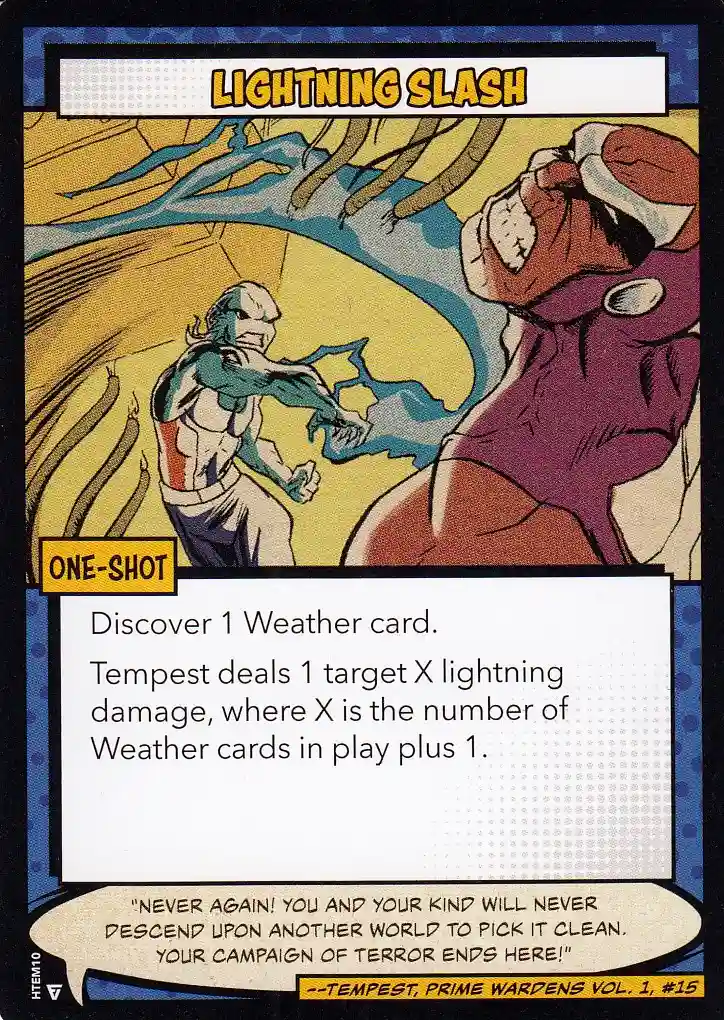 LIGHTNING SLASH
ONE-SHOT
Discover 1 Weather card.
Tempest deals 1 target X lightning
damage, where X is the number of
Weather cards in play plus 1.
"NEVER AGAIN! YOU AND YOUR KIND WILL NEVER
DESCEND UPON ANOTHER WORLD TO PICK IT CLEAN.
YOUR CAMPAIGN OF TERROR ENDS HERE!"
--TEMPEST, PRIME WARDENS VOL. 1, #15
HTEM10